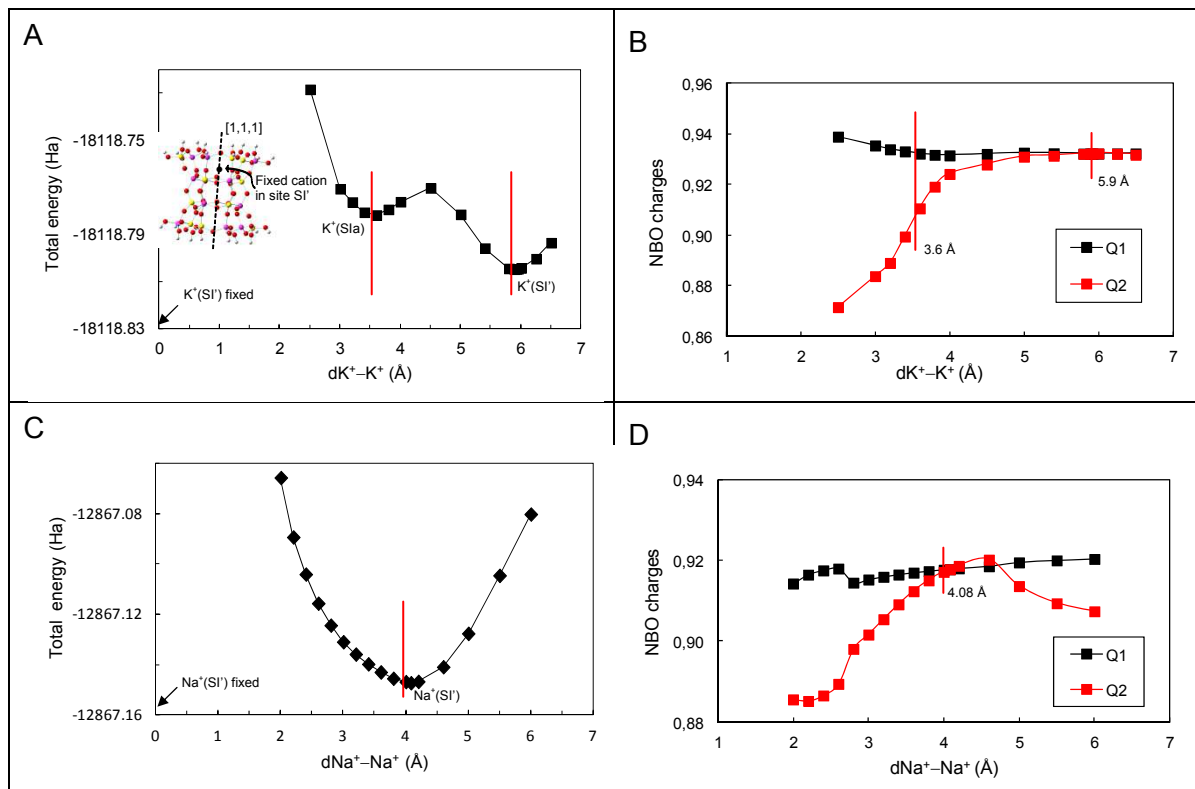 A
Total energy (Ha)
-18118.75
-18118.79
-18118.83
[1,1,1]
Fixed cation
in site SI'
K⁺(SIa)
K⁺(SI')
K⁺(SI') fixed
0 1 2 3 4 5 6 7
dK⁺–K⁺ (Å)
B
NBO charges
0,96
0,94
0,92
0,90
0,88
0,86
5.9 Å
3.6 Å
Q1
Q2
1 2 3 4 5 6 7
dK⁺–K⁺ (Å)
C
Total energy (Ha)
-12867.08
-12867.12
-12867.16
Na⁺(SI') fixed
Na⁺(SI')
0 1 2 3 4 5 6 7
dNa⁺–Na⁺ (Å)
D
NBO charges
0,94
0,92
0,90
0,88
4.08 Å
Q1
Q2
1 2 3 4 5 6 7
dNa⁺–Na⁺ (Å)